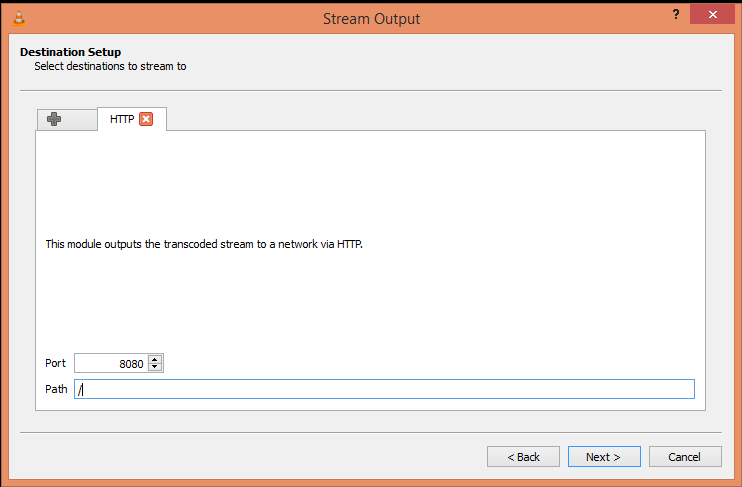 Stream Output
?
Destination Setup
Select destinations to stream to
HTTP
This module outputs the transcoded stream to a network via HTTP.
Port 8080
Path /
< Back Next > Cancel